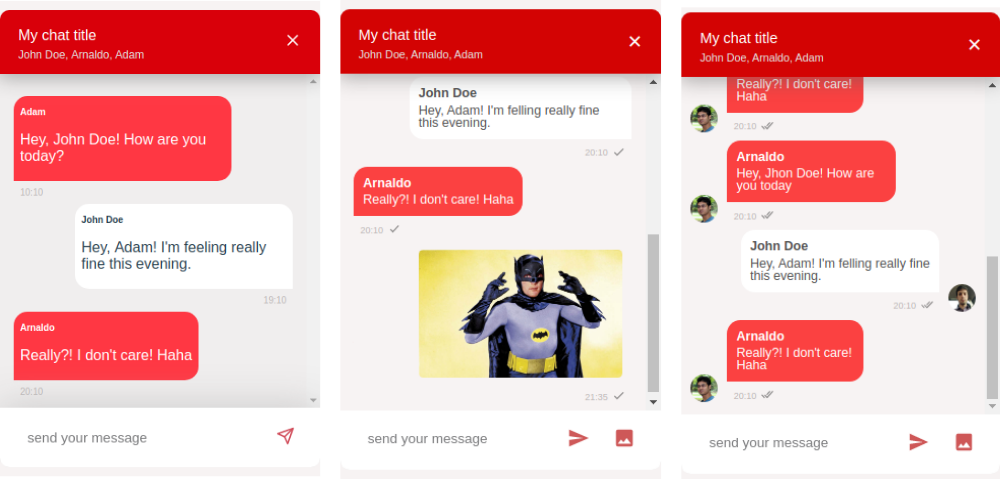 My chat title
John Doe, Arnaldo, Adam
Adam
Hey, John Doe! How are you
today?
10:10
John Doe
Hey, Adam! I'm feeling really
fine this evening.
19:10
Arnaldo
Really?! I don't care! Haha
20:10
send your message
My chat title
John Doe, Arnaldo, Adam
John Doe
Hey, Adam! I'm felling really fine
this evening.
20:10
Arnaldo
Really?! I don't care! Haha
20:10
21:35
send your message
My chat title
John Doe, Arnaldo, Adam
Really?! I don't care!
Haha
20:10
Arnaldo
Hey, Jhon Doe! How are
you today
20:10
John Doe
Hey, Adam! I'm felling really fine
this evening.
20:10
Arnaldo
Really?! I don't care!
Haha
20:10
send your message